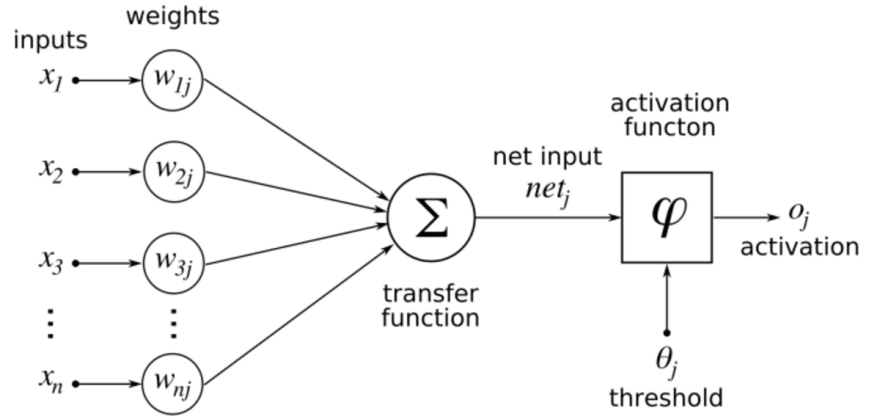 weights
inputs
x₁
w₁ⱼ
activation
functon
x₂
w₂ⱼ
net input
netⱼ
Σ
φ
oⱼ
activation
x₃
w₃ⱼ
transfer
function
⋮
⋮
θⱼ
threshold
xₙ
wₙⱼ